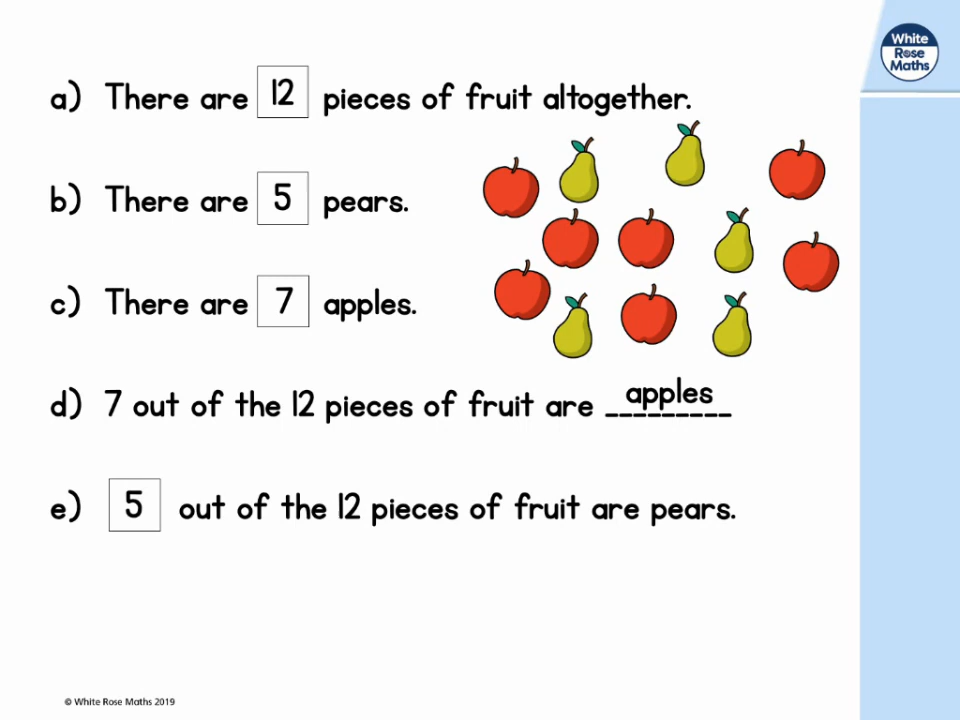 White
Rose
Maths
a) There are 12 pieces of fruit altogether.
b) There are 5 pears.
c) There are 7 apples.
d) 7 out of the 12 pieces of fruit are apples
e) 5 out of the 12 pieces of fruit are pears.
© White Rose Maths 2019